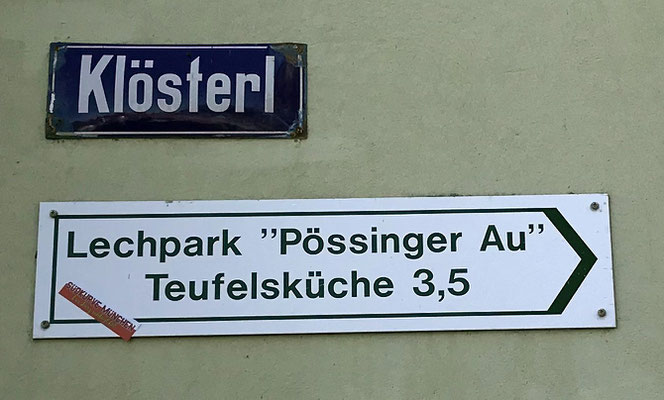 Klösterl
Lechpark "Pössinger Au"
Teufelsküche 3,5